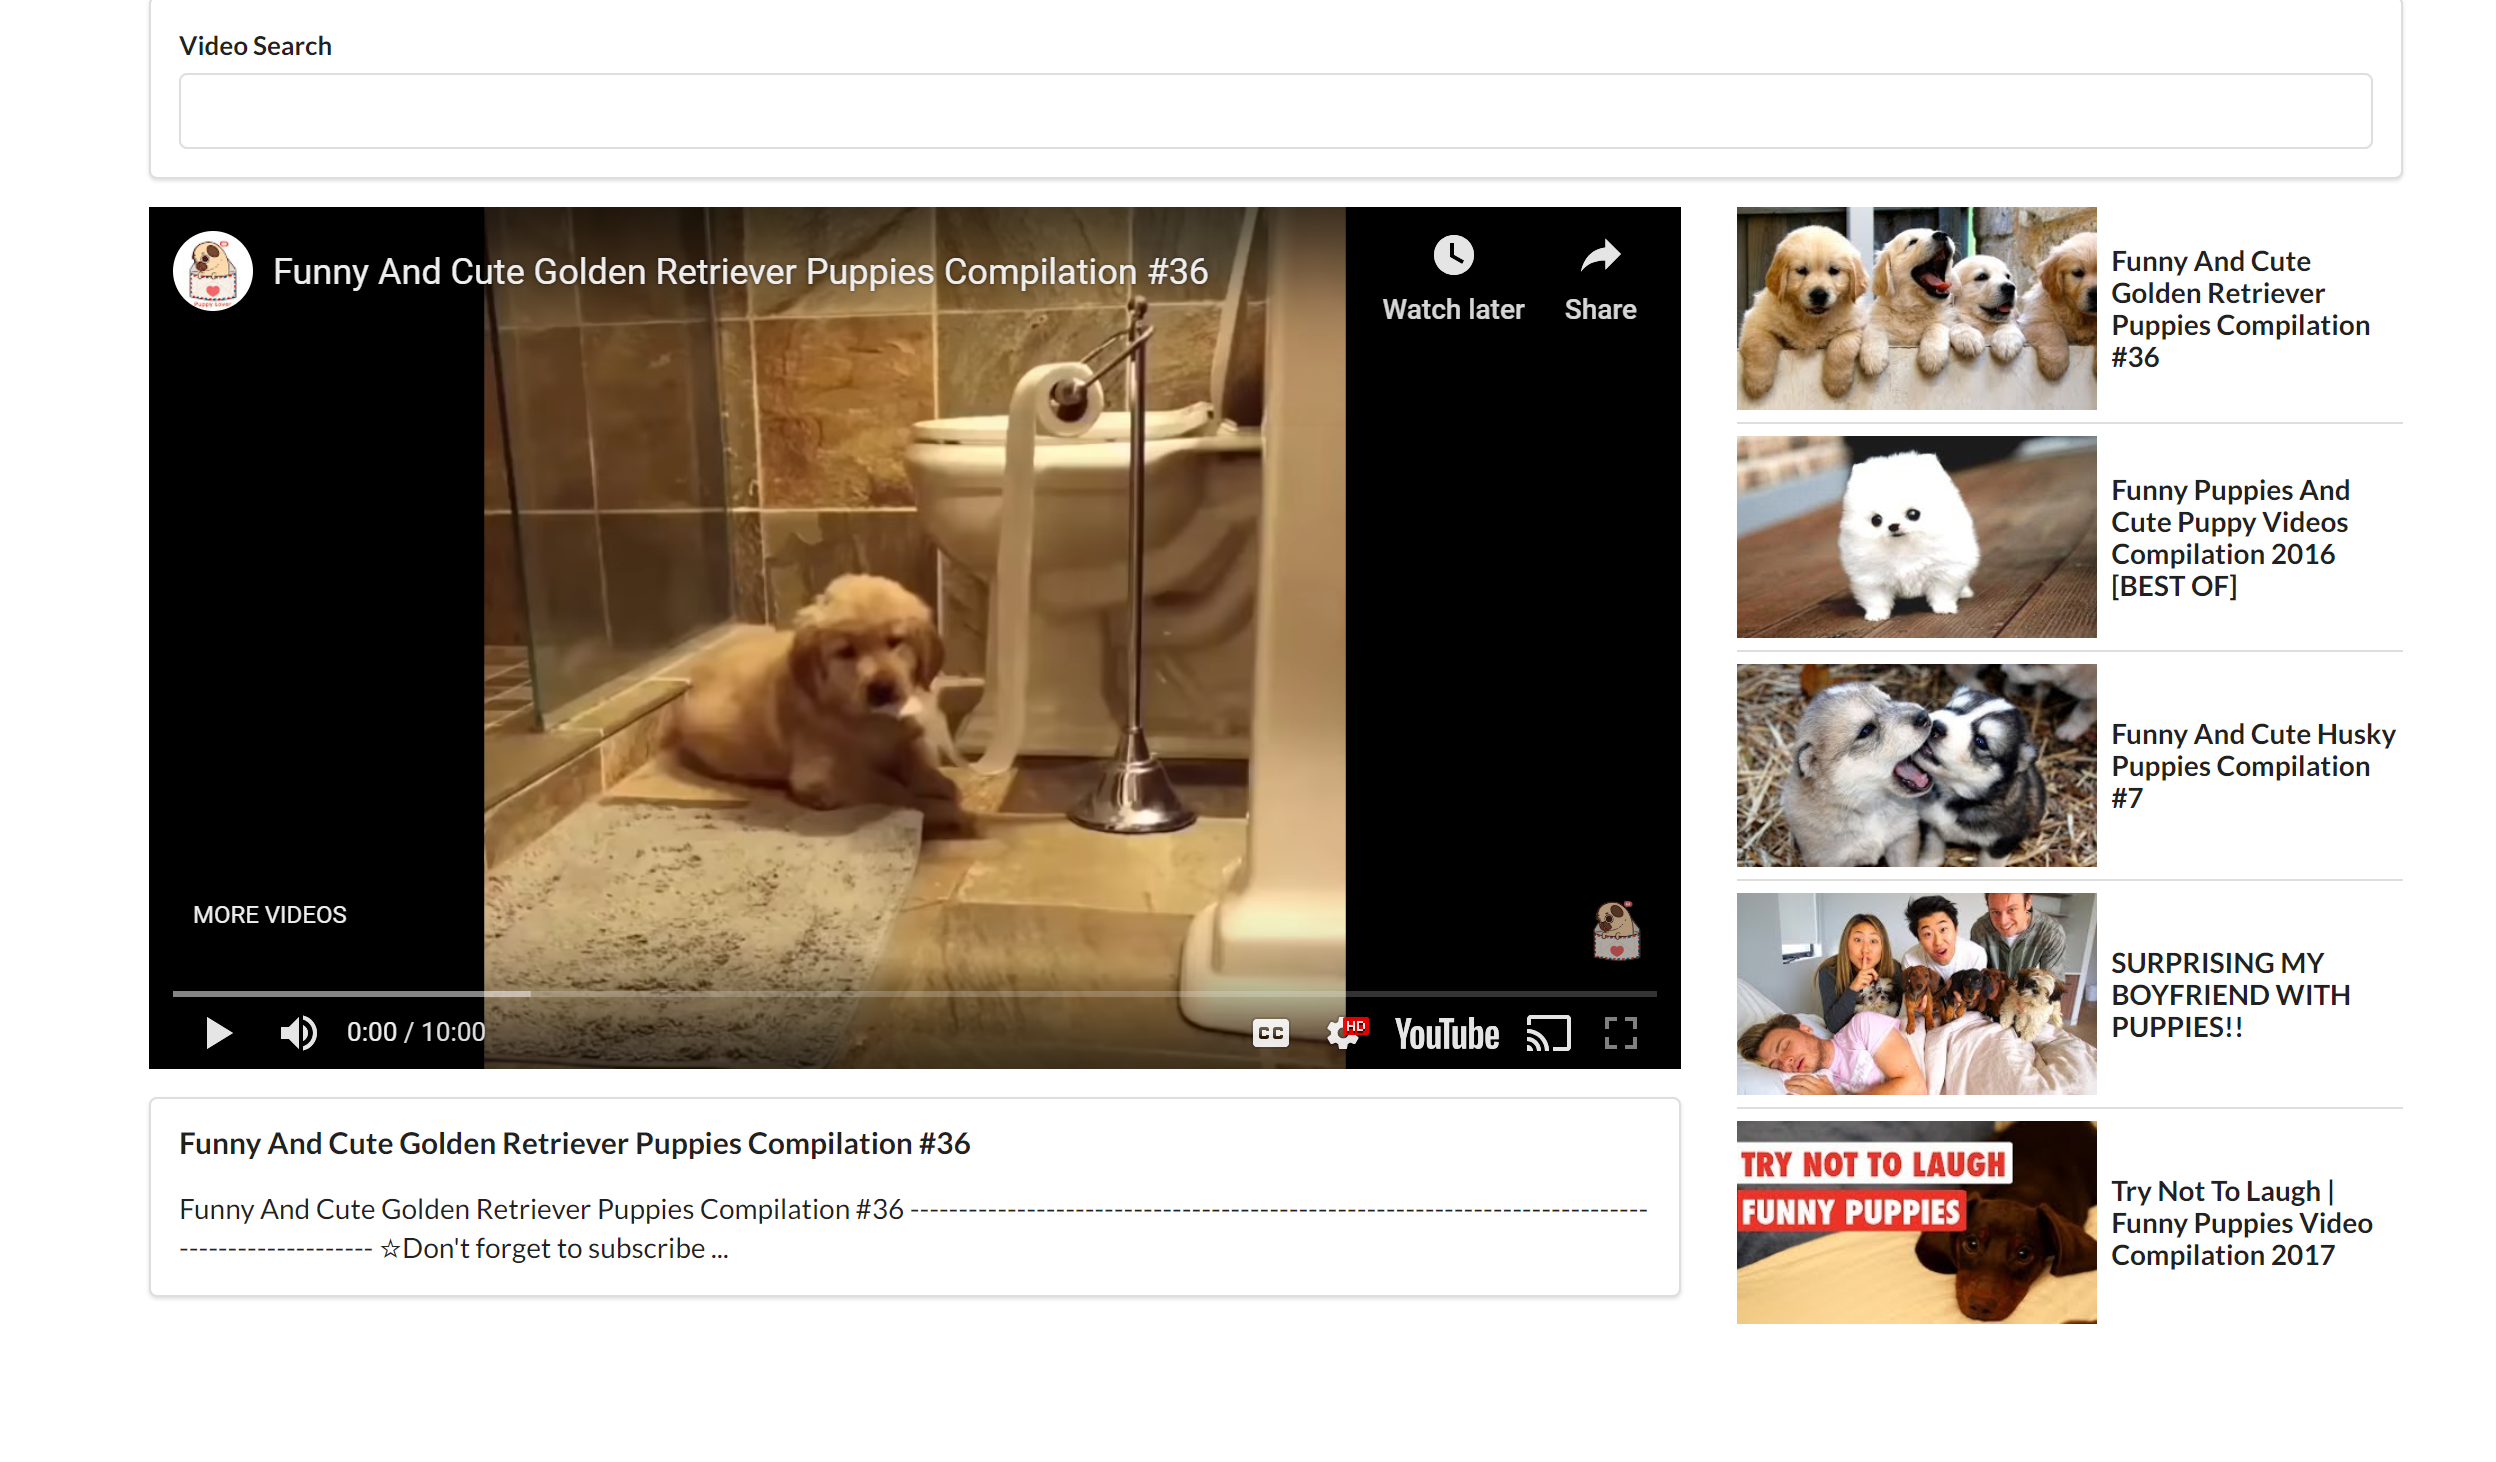 Video Search
Funny And Cute Golden Retriever Puppies Compilation #36
Watch later
Share
Puppy Lover
MORE VIDEOS
0:00 / 10:00
CC
HD
YouTube
Funny And Cute Golden Retriever Puppies Compilation #36
Funny And Cute Golden Retriever Puppies Compilation #36 ----------------------------------------------------------------------------
-------------------- ☆Don't forget to subscribe ...
Funny And Cute
Golden Retriever
Puppies Compilation
#36
Funny Puppies And
Cute Puppy Videos
Compilation 2016
[BEST OF]
Funny And Cute Husky
Puppies Compilation
#7
SURPRISING MY
BOYFRIEND WITH
PUPPIES!!
TRY NOT TO LAUGH
FUNNY PUPPIES
Try Not To Laugh |
Funny Puppies Video
Compilation 2017